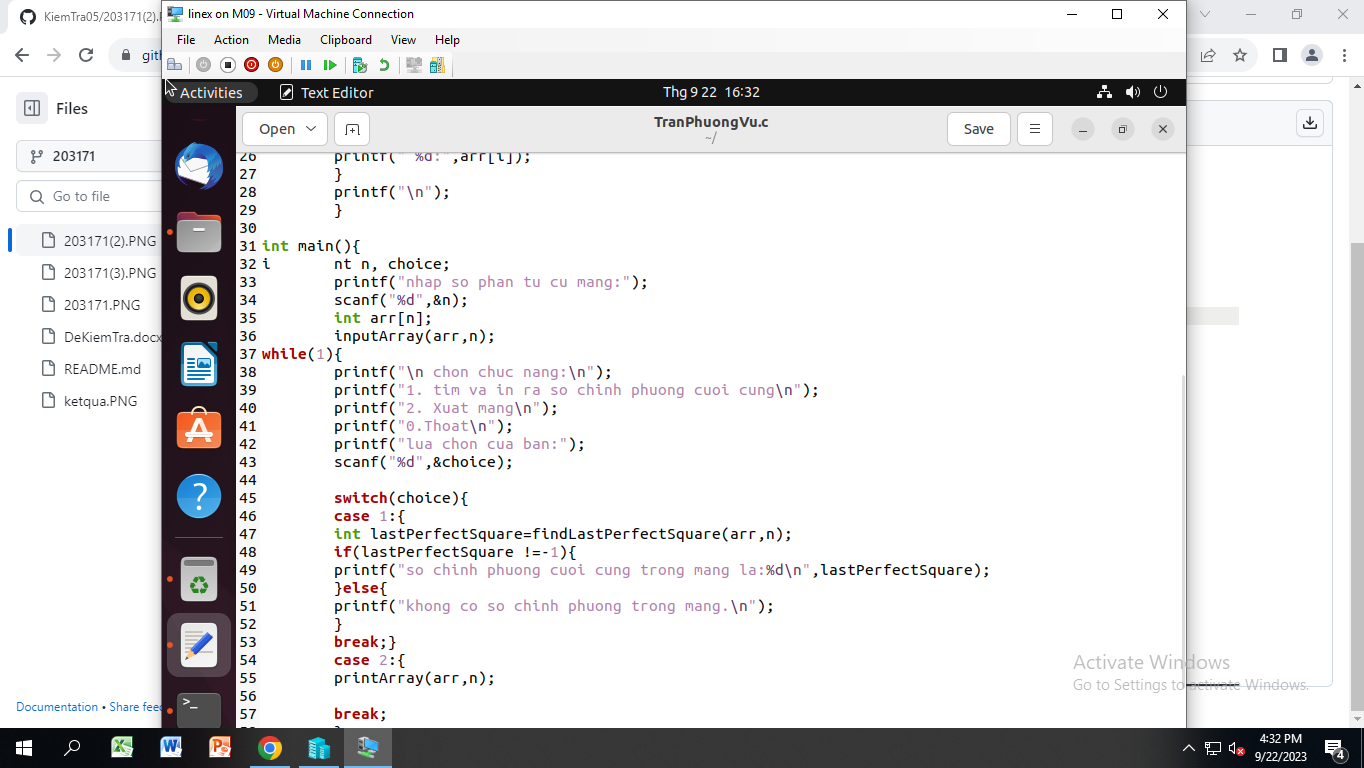 KiemTra05/203171(2).P
linex on M09 - Virtual Machine Connection
File Action Media Clipboard View Help
Activities Text Editor Thg 9 22 16:32
Files
Open TranPhuongVu.c Save
~/
203171
Go to file
203171(2).PNG
203171(3).PNG
203171.PNG
DeKiemTra.docx
README.md
ketqua.PNG
Documentation • Share feed
26 printf(" %d:",arr[i]);
27 }
28 printf("\n");
29 }
30
31 int main(){
32 i nt n, choice;
33 printf("nhap so phan tu cu mang:");
34 scanf("%d",&n);
35 int arr[n];
36 inputArray(arr,n);
37 while(1){
38 printf("\n chon chuc nang:\n");
39 printf("1. tim va in ra so chinh phuong cuoi cung\n");
40 printf("2. Xuat mang\n");
41 printf("0.Thoat\n");
42 printf("lua chon cua ban:");
43 scanf("%d",&choice);
44
45 switch(choice){
46 case 1:{
47 int lastPerfectSquare=findLastPerfectSquare(arr,n);
48 if(lastPerfectSquare !=-1){
49 printf("so chinh phuong cuoi cung trong mang la:%d\n",lastPerfectSquare);
50 }else{
51 printf("khong co so chinh phuong trong mang.\n");
52 }
53 break;}
54 case 2:{
55 printArray(arr,n);
56
57 break;
Activate Windows
Go to Settings to activate Windows.
4:32 PM
9/22/2023
4